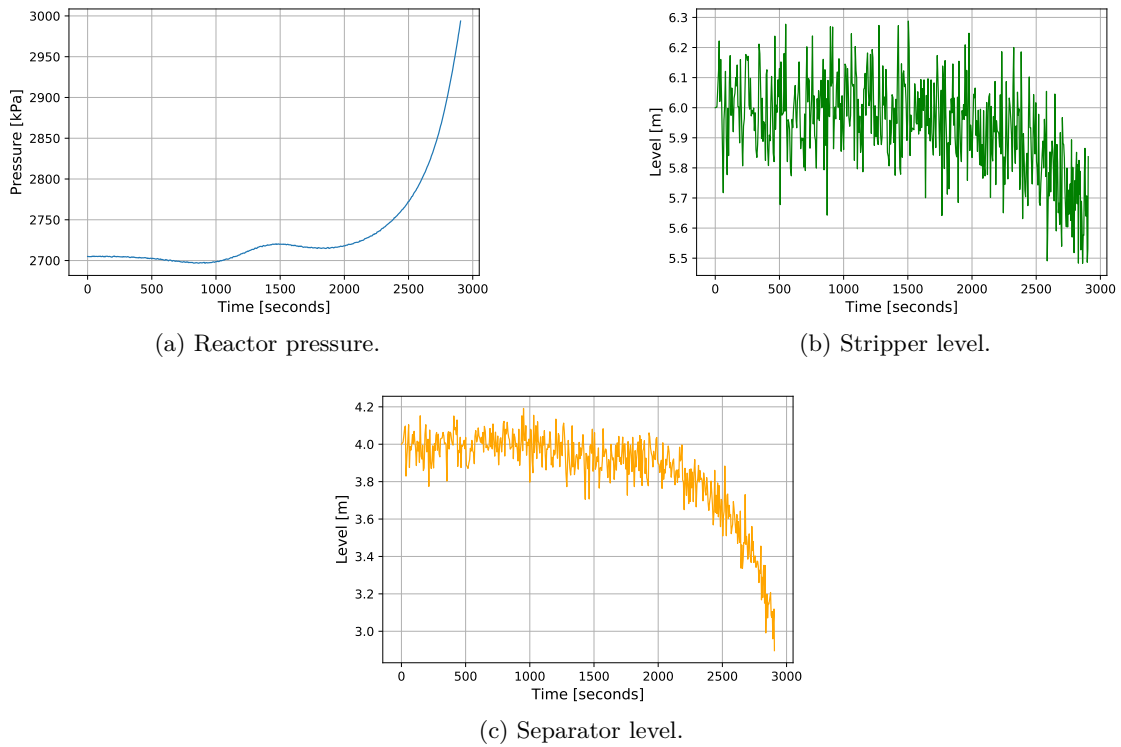 3000
2950
2900
2850
2800
2750
2700
Pressure [kPa]
0 500 1000 1500 2000 2500 3000
Time [seconds]
(a) Reactor pressure.
6.3
6.2
6.1
6.0
5.9
5.8
5.7
5.6
5.5
Level [m]
0 500 1000 1500 2000 2500 3000
Time [seconds]
(b) Stripper level.
4.2
4.0
3.8
3.6
3.4
3.2
3.0
Level [m]
0 500 1000 1500 2000 2500 3000
Time [seconds]
(c) Separator level.